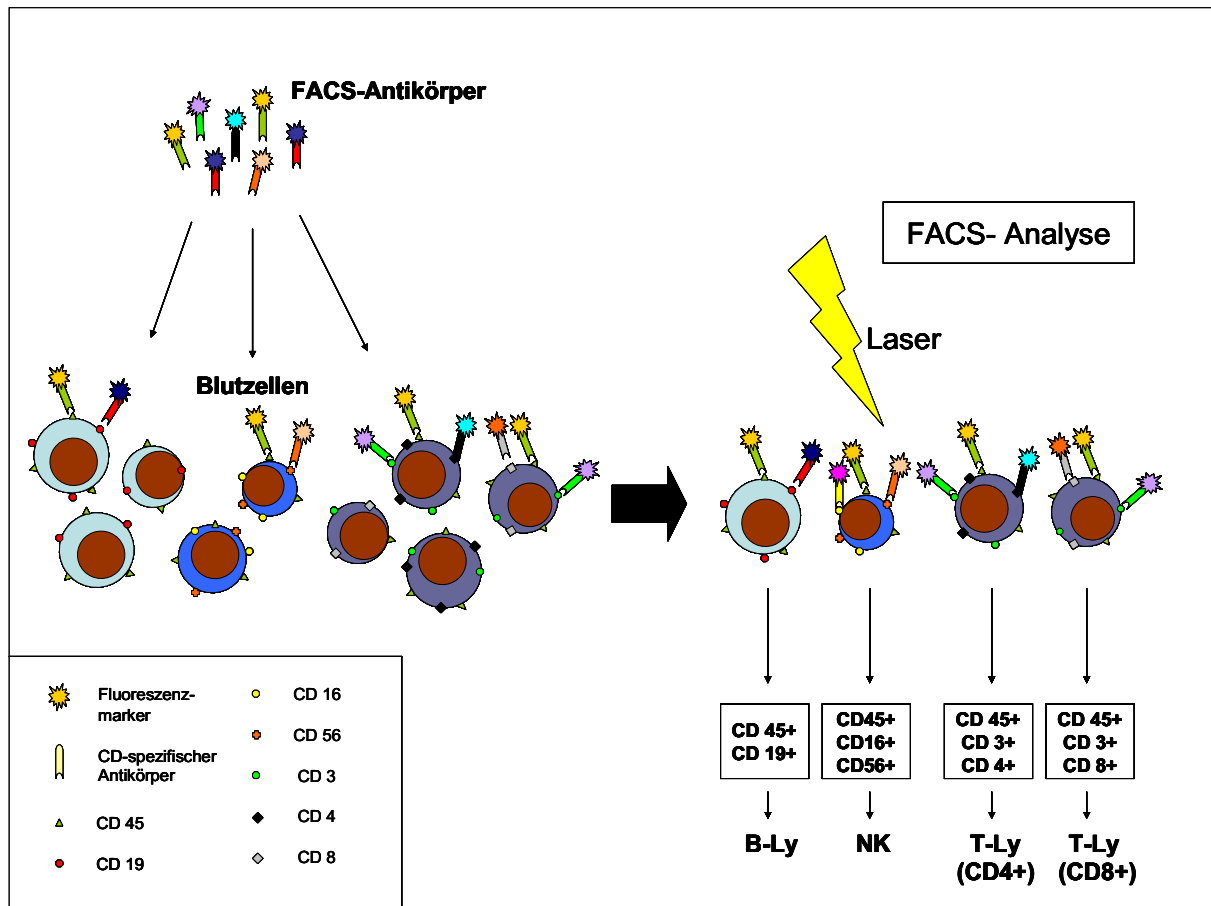 FACS-Antikörper
FACS- Analyse
Laser
Blutzellen
Fluoreszenz-
marker
CD-spezifischer
Antikörper
CD 45
CD 19
CD 16
CD 56
CD 3
CD 4
CD 8
CD 45+
CD 19+
CD45+
CD16+
CD56+
CD 45+
CD 3+
CD 4+
CD 45+
CD 3+
CD 8+
B-Ly
NK
T-Ly
(CD4+)
T-Ly
(CD8+)